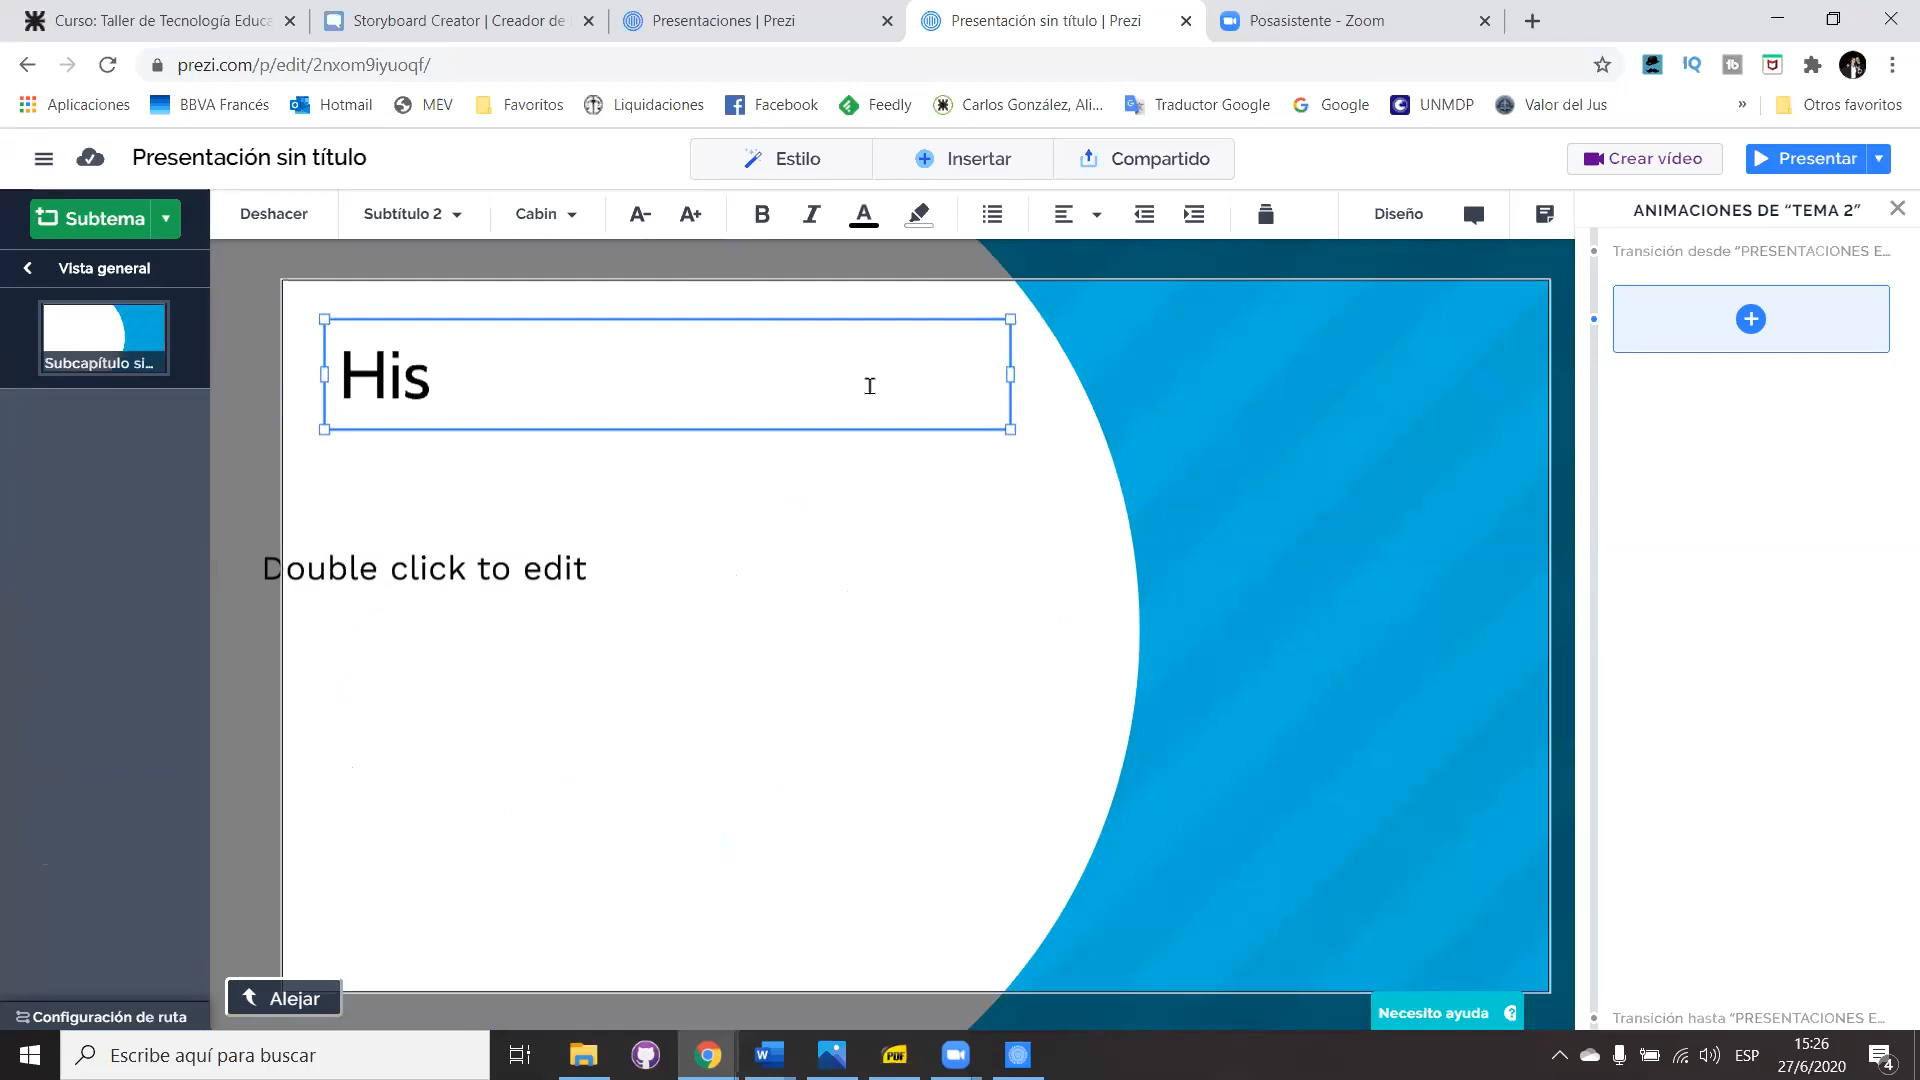 Curso: Taller de Tecnología Educa
Storyboard Creator | Creador de
Presentaciones | Prezi
Presentación sin título | Prezi
Posasistente - Zoom
prezi.com/p/edit/2nxom9iyuoqf/
Aplicaciones
BBVA Francés
Hotmail
MEV
Favoritos
Liquidaciones
Facebook
Feedly
Carlos González, Ali...
Traductor Google
Google
UNMDP
Valor del Jus
»
Otros favoritos
Presentación sin título
Estilo
Insertar
Compartido
Crear vídeo
Presentar
Subtema
Deshacer
Subtítulo 2
Cabin
A-
A+
B
I
A
Diseño
ANIMACIONES DE “TEMA 2”
Vista general
Transición desde “PRESENTACIONES E...
Subcapítulo si...
His
Double click to edit
Alejar
Necesito ayuda ?
Configuración de ruta
Transición hasta “PRESENTACIONES E...
Escribe aquí para buscar
PDF
ESP
15:26
27/6/2020
4